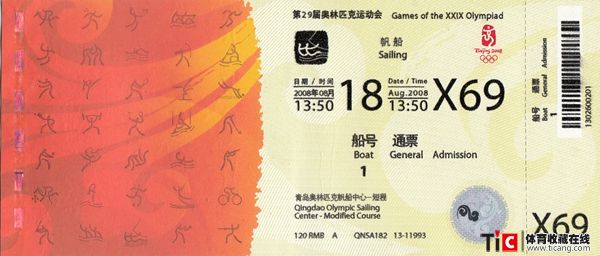 第29届奥林匹克运动会 Games of the XXIX Olympiad
帆船
Sailing
Beijing 2008
日期 / 时间
2008年08月
13:50
18
Date / Time
Aug.2008
13:50
X69
船号 通票
Boat General Admission
1
青岛奥林匹克帆船中心-短程
Qingdao Olympic Sailing
Center - Modified Course
120 RMB A QNSA182 13-11993
船号 通票
Boat General Admission
1
1302600201
X69
TiC 体育收藏在线
www.ticang.com